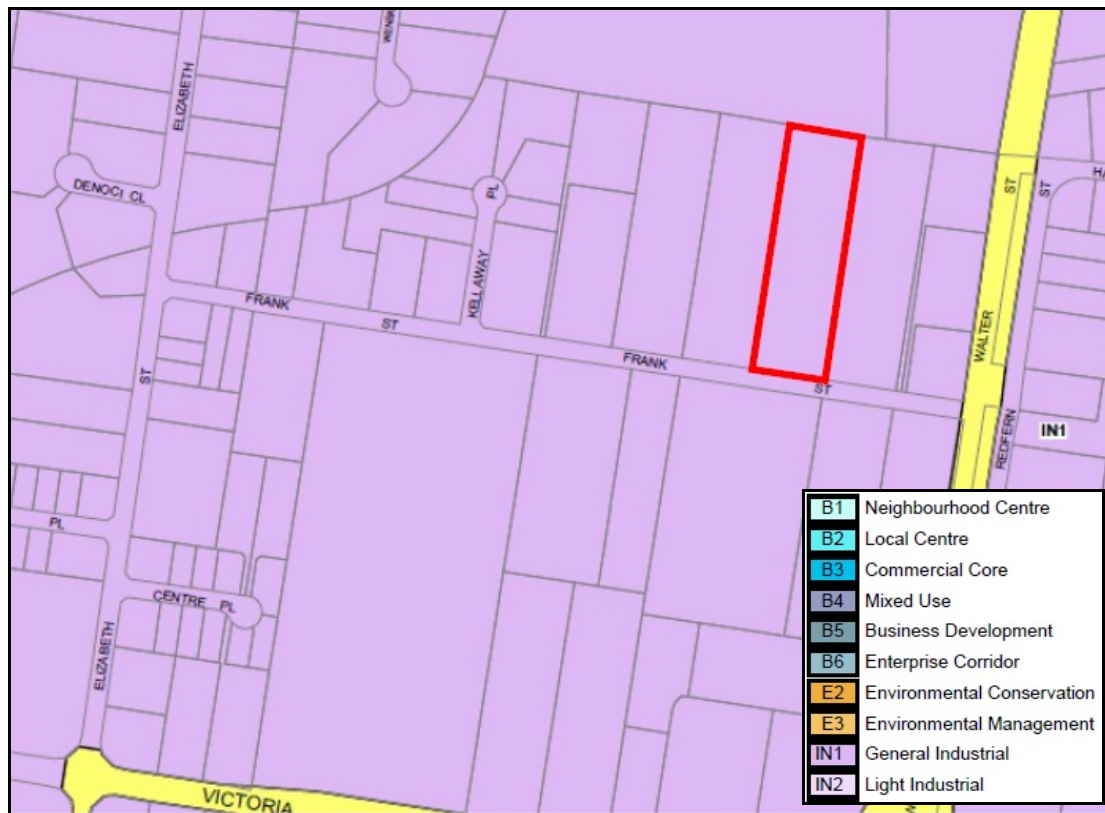 ELIZABETH
DENOCI CL
PL
KELLAWAY
FRANK
ST
FRANK
ST
ST
ST
WALTER
REDFERN
IN1
ST
PL
CENTRE PL
ELIZABETH
VICTORIA
B1 Neighbourhood Centre
B2 Local Centre
B3 Commercial Core
B4 Mixed Use
B5 Business Development
B6 Enterprise Corridor
E2 Environmental Conservation
E3 Environmental Management
IN1 General Industrial
IN2 Light Industrial